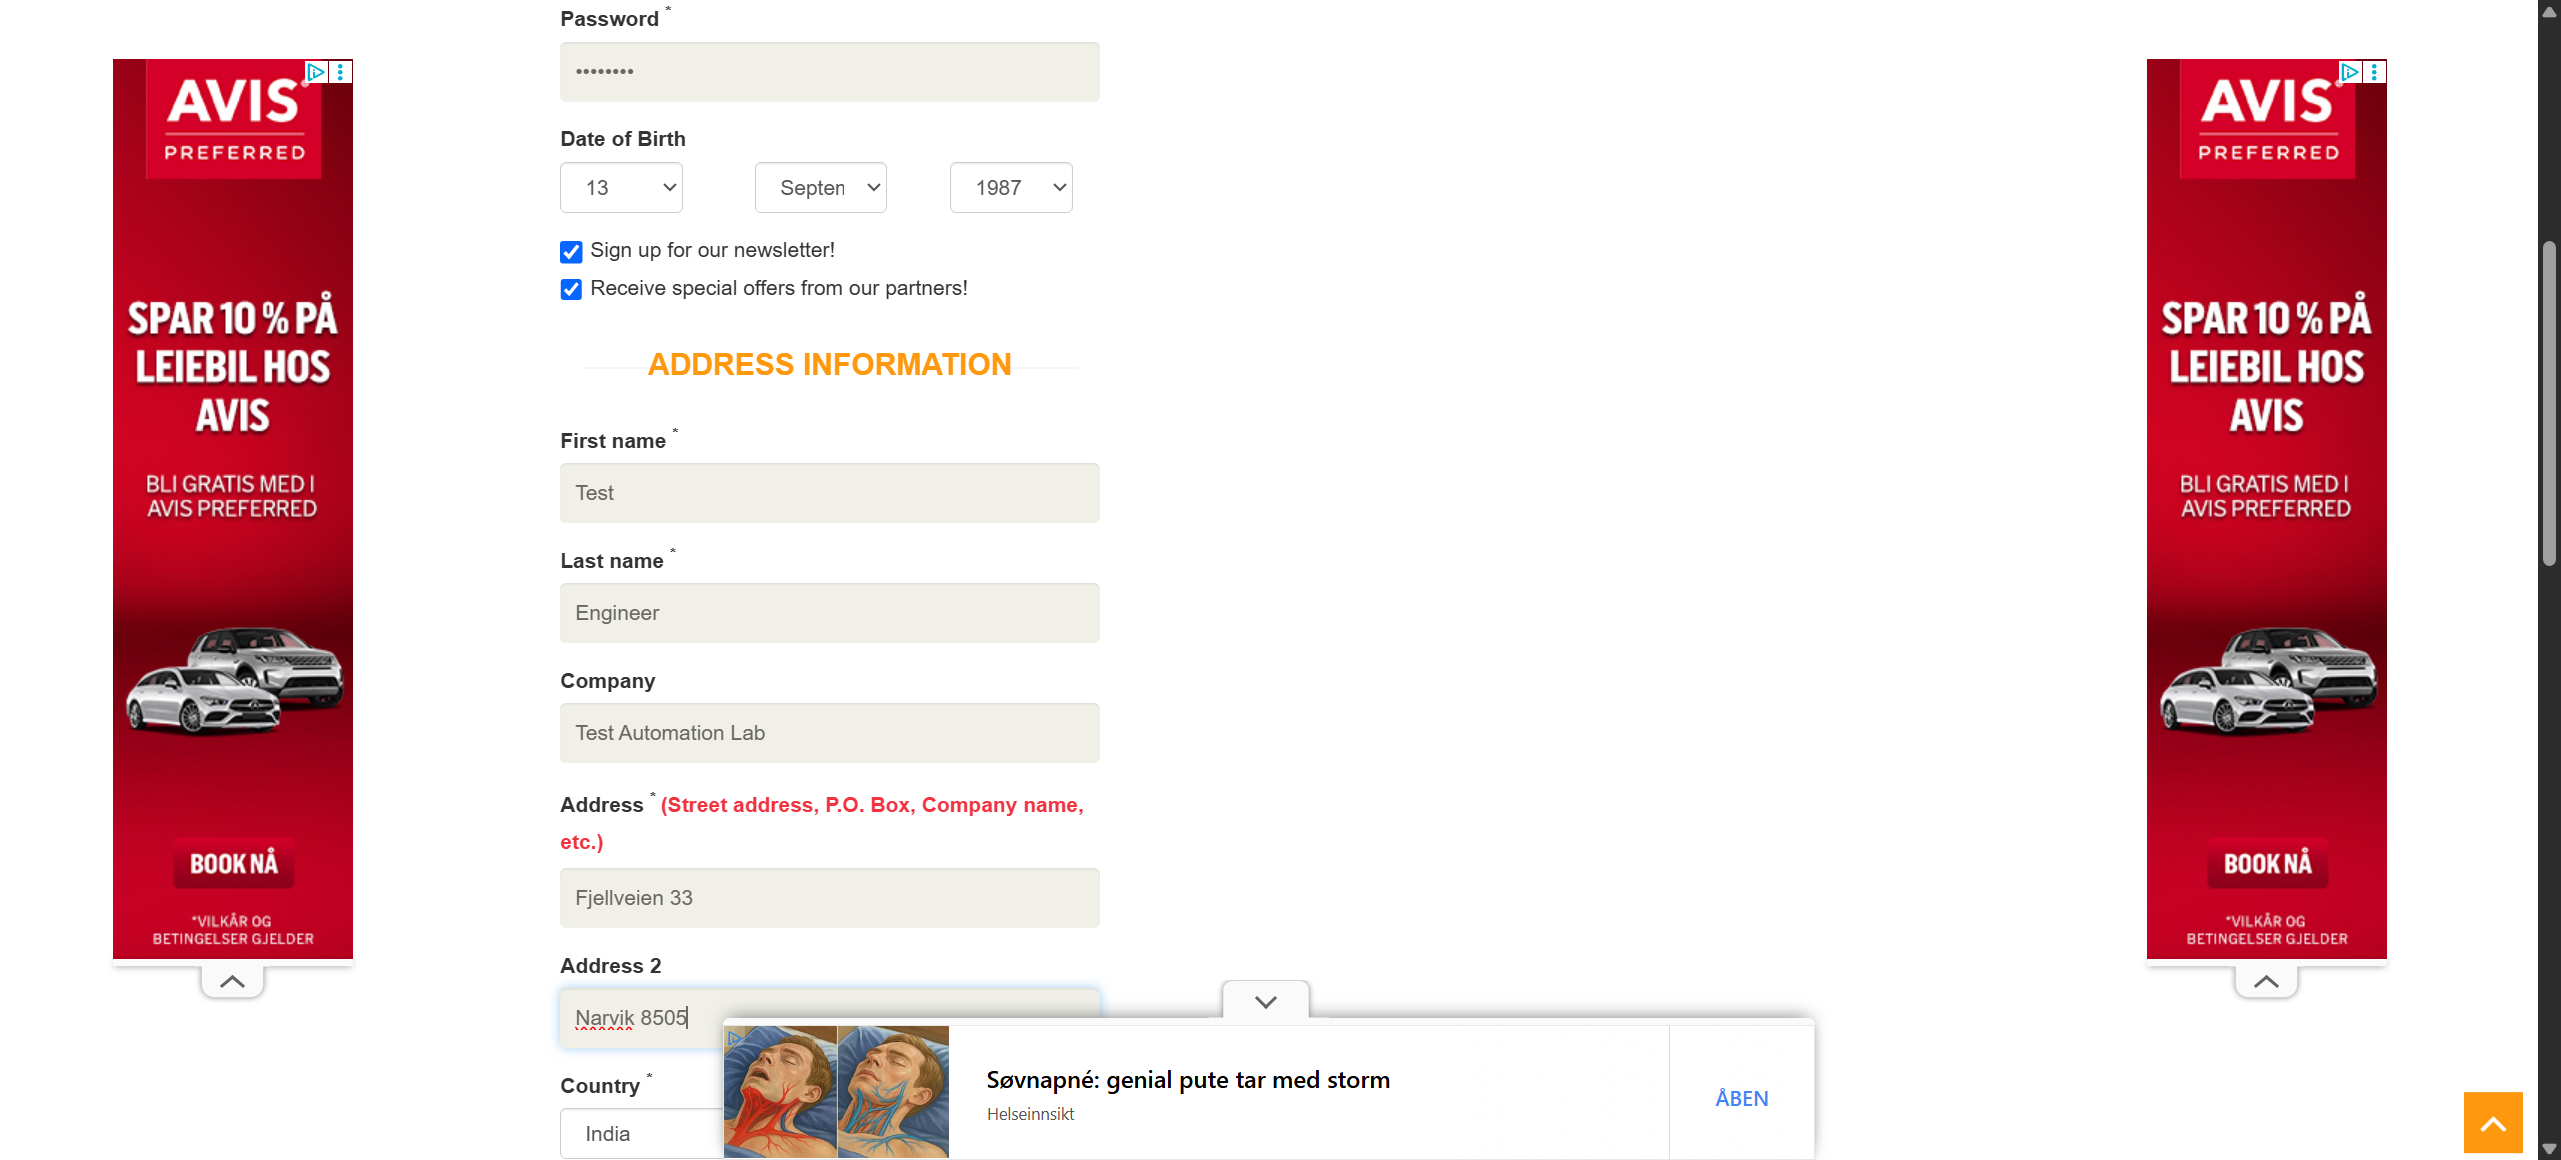 Password *
••••••••
Date of Birth
13
Septen
1987
Sign up for our newsletter!
Receive special offers from our partners!
ADDRESS INFORMATION
First name *
Test
Last name *
Engineer
Company
Test Automation Lab
Address * (Street address, P.O. Box, Company name,
etc.)
Fjellveien 33
Address 2
Narvik 8505
Country *
India
AVIS
PREFERRED
SPAR 10 % PÅ
LEIEBIL HOS
AVIS
BLI GRATIS MED I
AVIS PREFERRED
BOOK NÅ
*VILKÅR OG
BETINGELSER GJELDER
AVIS
PREFERRED
SPAR 10 % PÅ
LEIEBIL HOS
AVIS
BLI GRATIS MED I
AVIS PREFERRED
BOOK NÅ
*VILKÅR OG
BETINGELSER GJELDER
Søvnapné: genial pute tar med storm
Helseinnsikt
ÅBEN